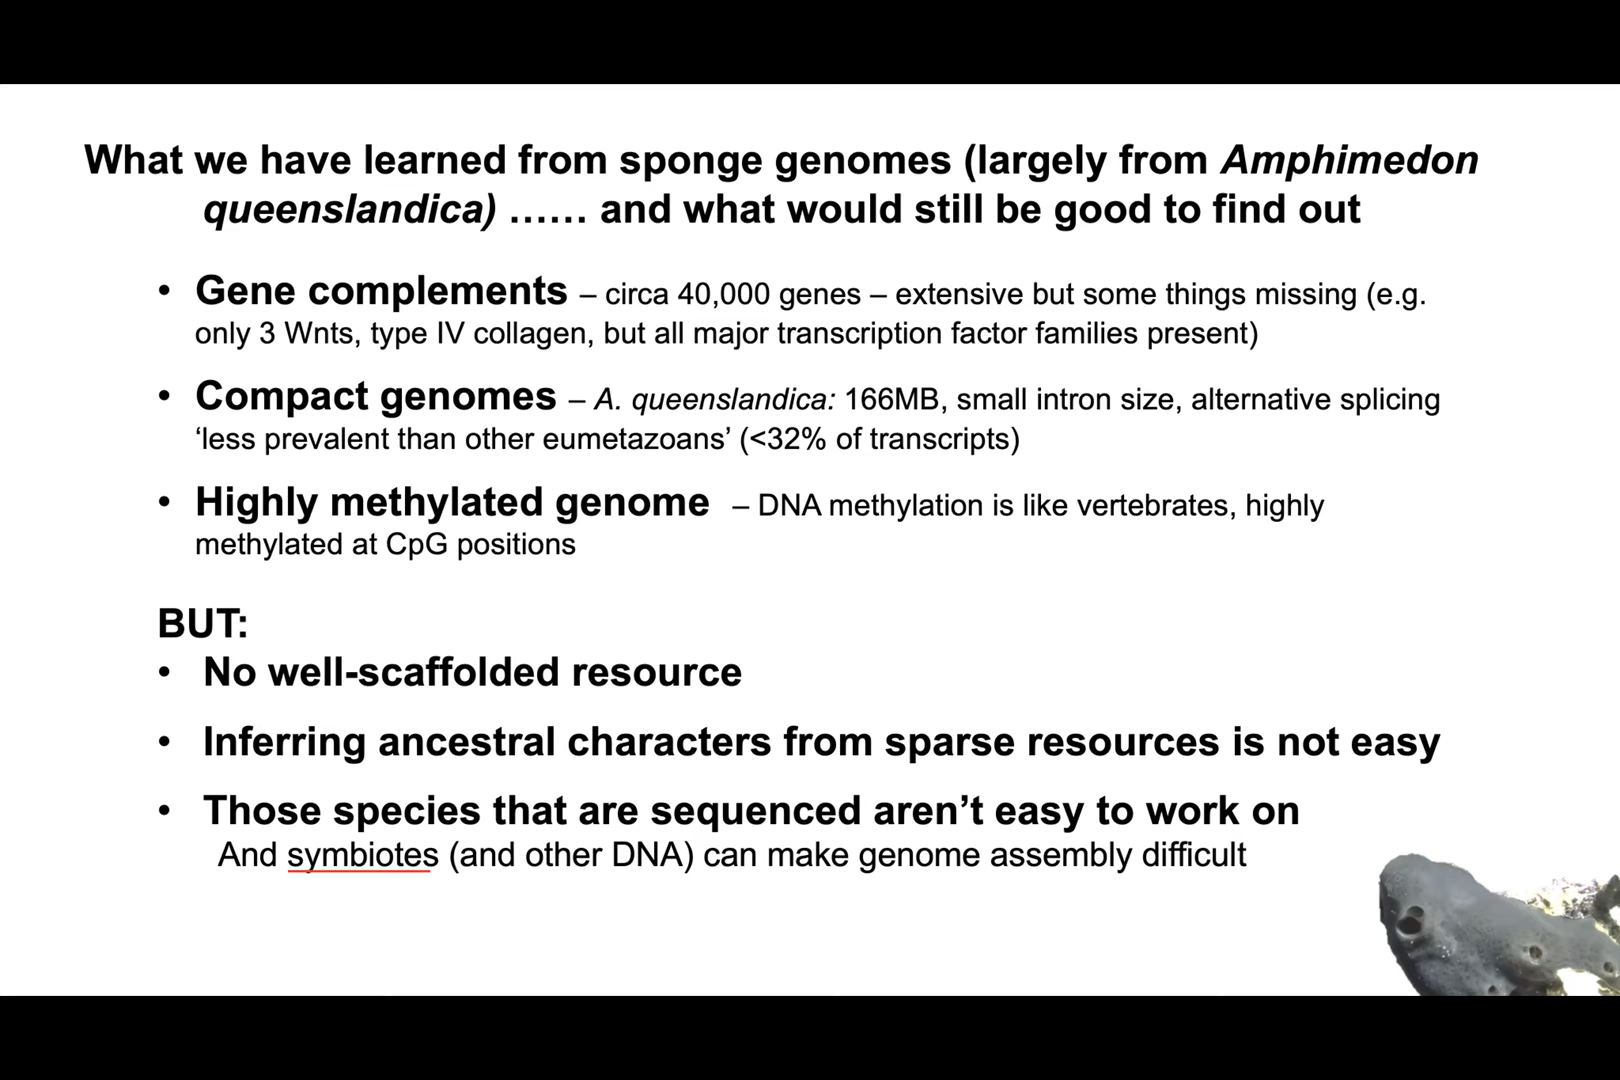 What we have learned from sponge genomes (largely from Amphimedon
queenslandica) …… and what would still be good to find out
• Gene complements – circa 40,000 genes – extensive but some things missing (e.g.
only 3 Wnts, type IV collagen, but all major transcription factor families present)
• Compact genomes – A. queenslandica: 166MB, small intron size, alternative splicing
‘less prevalent than other eumetazoans’ (<32% of transcripts)
• Highly methylated genome – DNA methylation is like vertebrates, highly
methylated at CpG positions
BUT:
• No well-scaffolded resource
• Inferring ancestral characters from sparse resources is not easy
• Those species that are sequenced aren’t easy to work on
And symbiotes (and other DNA) can make genome assembly difficult